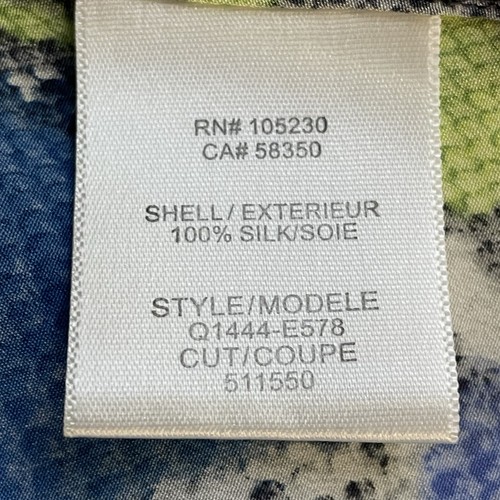 RN# 105230
CA# 58350
SHELL/EXTERIEUR
100% SILK/SOIE
STYLE/MODELE
Q1444-E578
CUT/COUPE
511550